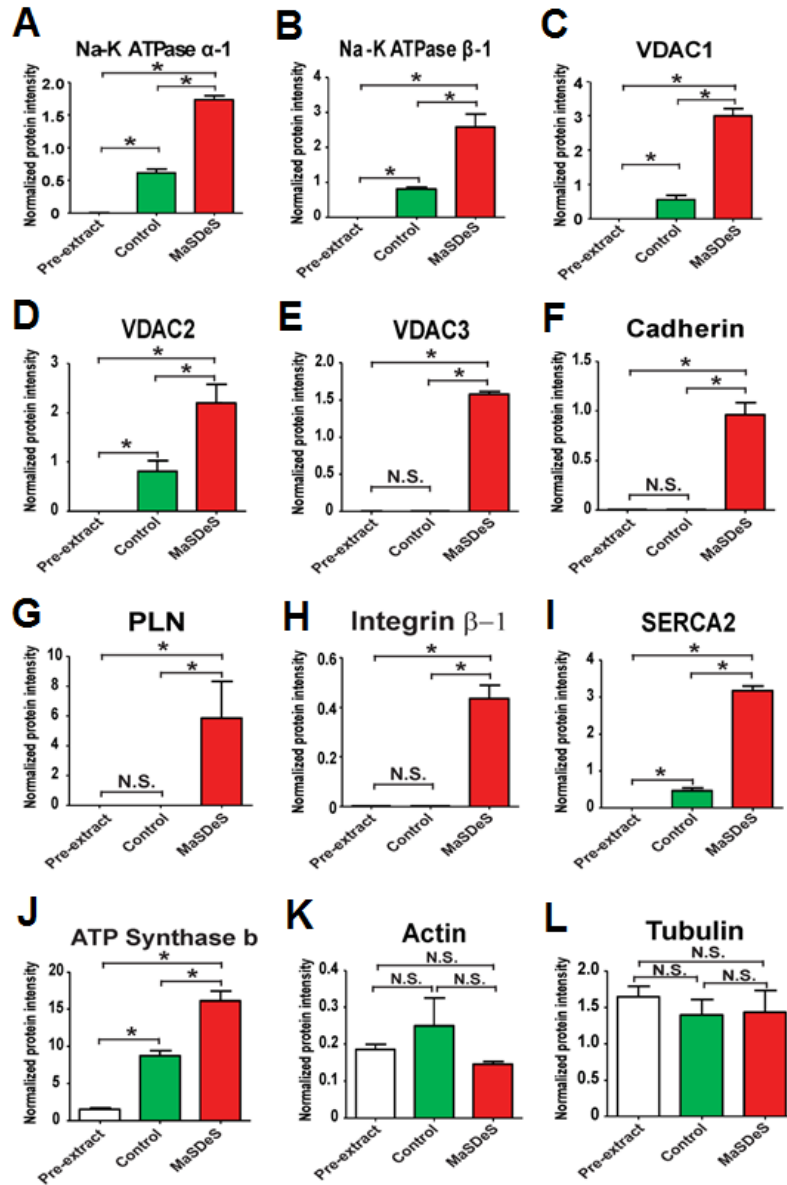 A
Na-K ATPase α-1
Normalized protein intensity
2.0
1.5
1.0
0.5
0
*
*
*
Pre-extract
Control
MaSDeS
B
Na-K ATPase β-1
Normalized protein intensity
4
3
2
1
0
*
*
*
Pre-extract
Control
MaSDeS
C
VDAC1
Normalized protein intensity
4
3
2
1
0
*
*
*
Pre-extract
Control
MaSDeS
D
VDAC2
Normalized protein intensity
3
2
1
0
*
*
*
Pre-extract
Control
MaSDeS
E
VDAC3
Normalized protein intensity
2.0
1.5
1.0
0.5
0
*
*
N.S.
Pre-extract
Control
MaSDeS
F
Cadherin
Normalized protein intensity
1.5
1.0
0.5
0
*
*
N.S.
Pre-extract
Control
MaSDeS
G
PLN
Normalized protein intensity
10
8
6
4
2
0
*
*
N.S.
Pre-extract
Control
MaSDeS
H
Integrin β−1
Normalized protein intensity
0.6
0.4
0.2
0
*
*
N.S.
Pre-extract
Control
MaSDeS
I
SERCA2
Normalized protein intensity
4
3
2
1
0
*
*
*
Pre-extract
Control
MaSDeS
J
ATP Synthase b
Normalized protein intensity
20
15
10
5
0
*
*
*
Pre-extract
Control
MaSDeS
K
Actin
Normalized protein intensity
0.4
0.3
0.2
0.1
0
N.S.
N.S.
N.S.
Pre-extract
Control
MaSDeS
L
Tubulin
Normalized protein intensity
2.0
1.5
1.0
0.5
0
N.S.
N.S.
N.S.
Pre-extract
Control
MaSDeS